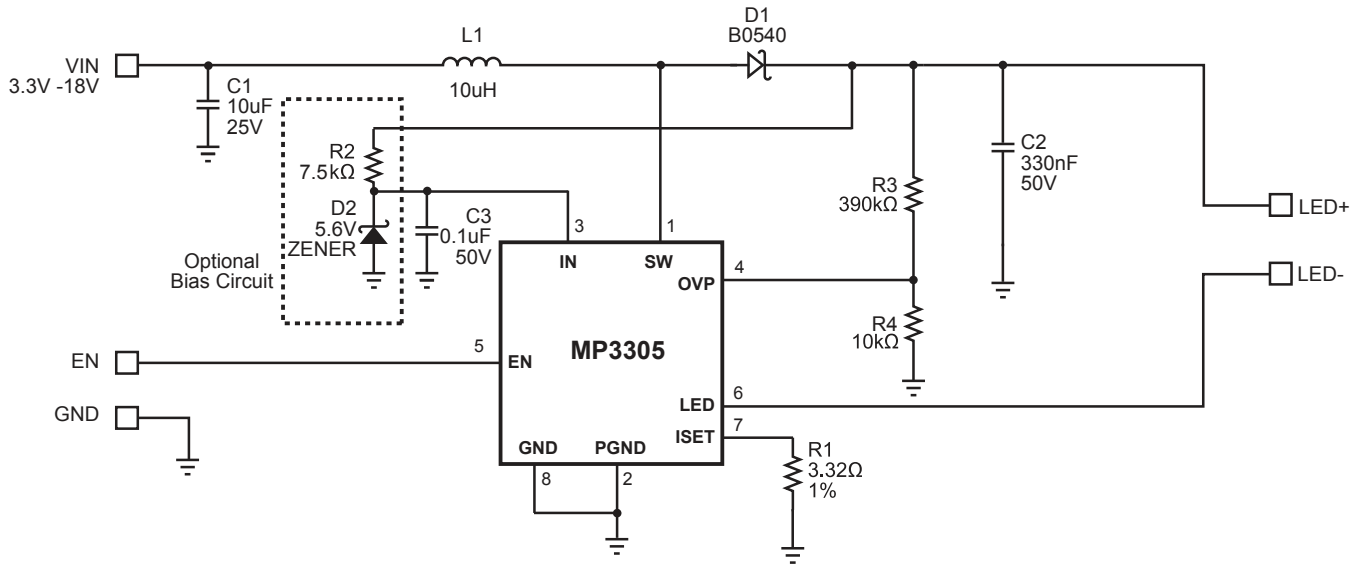 D1
B0540
L1
10uH
VIN
3.3V -18V
C1
10uF
25V
R2
7.5kΩ
D2
5.6V
ZENER
Optional
Bias Circuit
C3
0.1uF
50V
3
1
IN
SW
OVP
4
R3
390kΩ
C2
330nF
50V
LED+
LED-
R4
10kΩ
MP3305
EN
5
EN
GND
LED
6
ISET
7
GND
PGND
8
2
R1
3.32Ω
1%